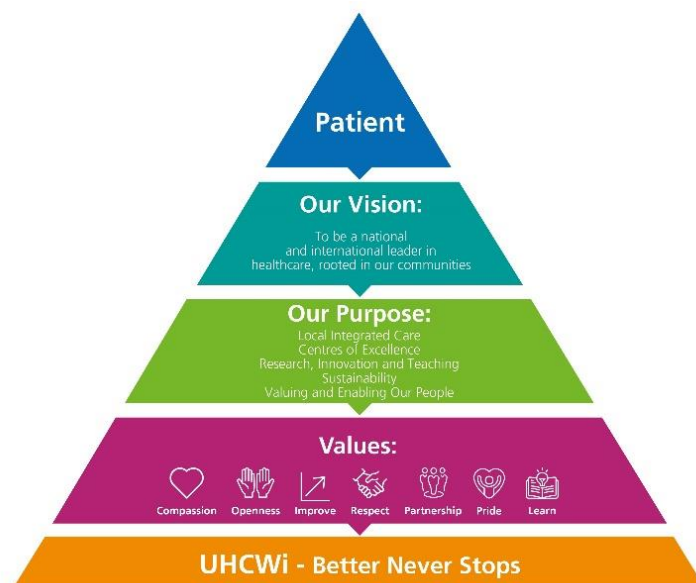 Patient
Our Vision:
To be a national
and international leader in
healthcare, rooted in our communities
Our Purpose:
Local Integrated Care
Centres of Excellence
Research, Innovation and Teaching
Sustainability
Valuing and Enabling Our People
Values:
Compassion Openness Improve Respect Partnership Pride Learn
UHCWi - Better Never Stops